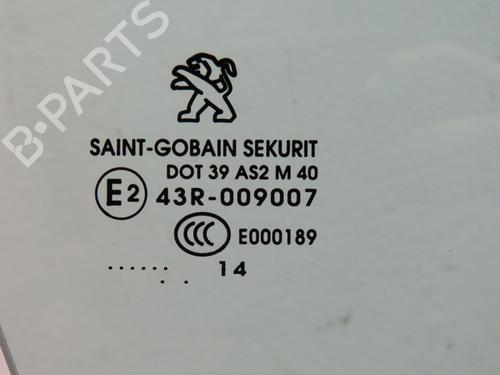 B-PARTS
SAINT-GOBAIN SEKURIT
DOT 39 AS2 M 40
E2 43R-009007
CCC E000189
....... 14
. ..